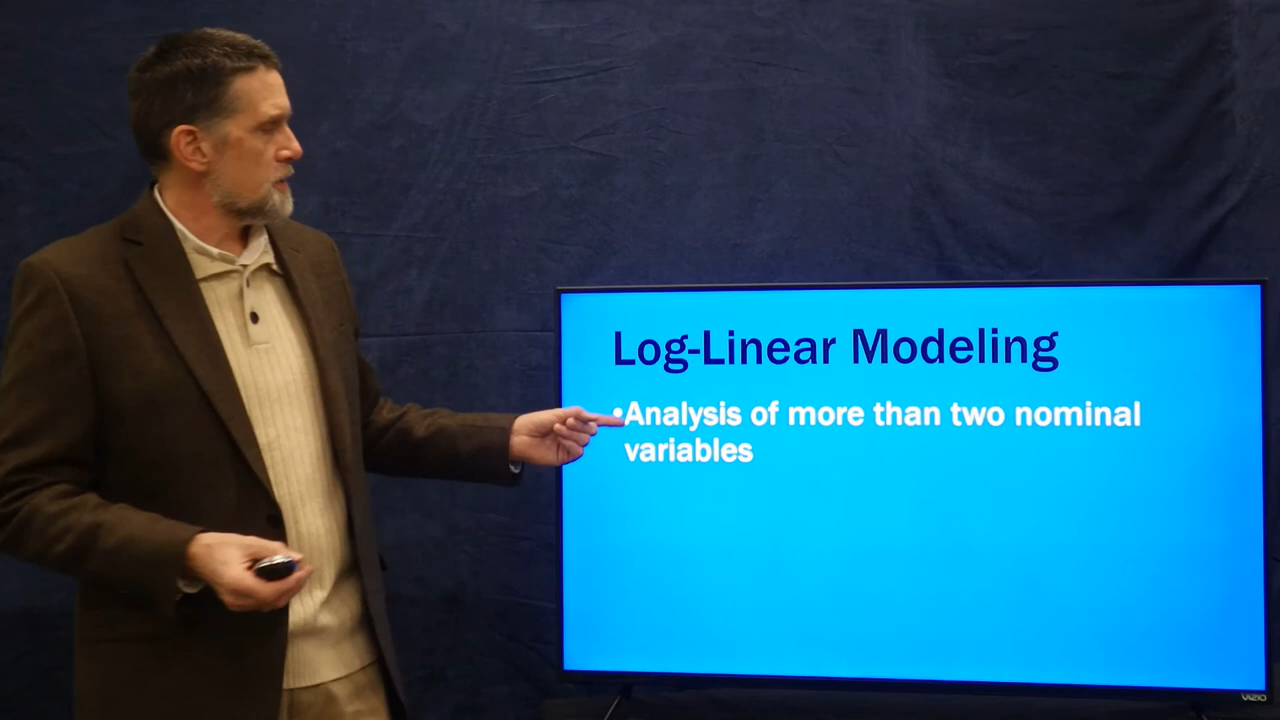 Log-Linear Modeling
•Analysis of more than two nominal
variables
VIZIO